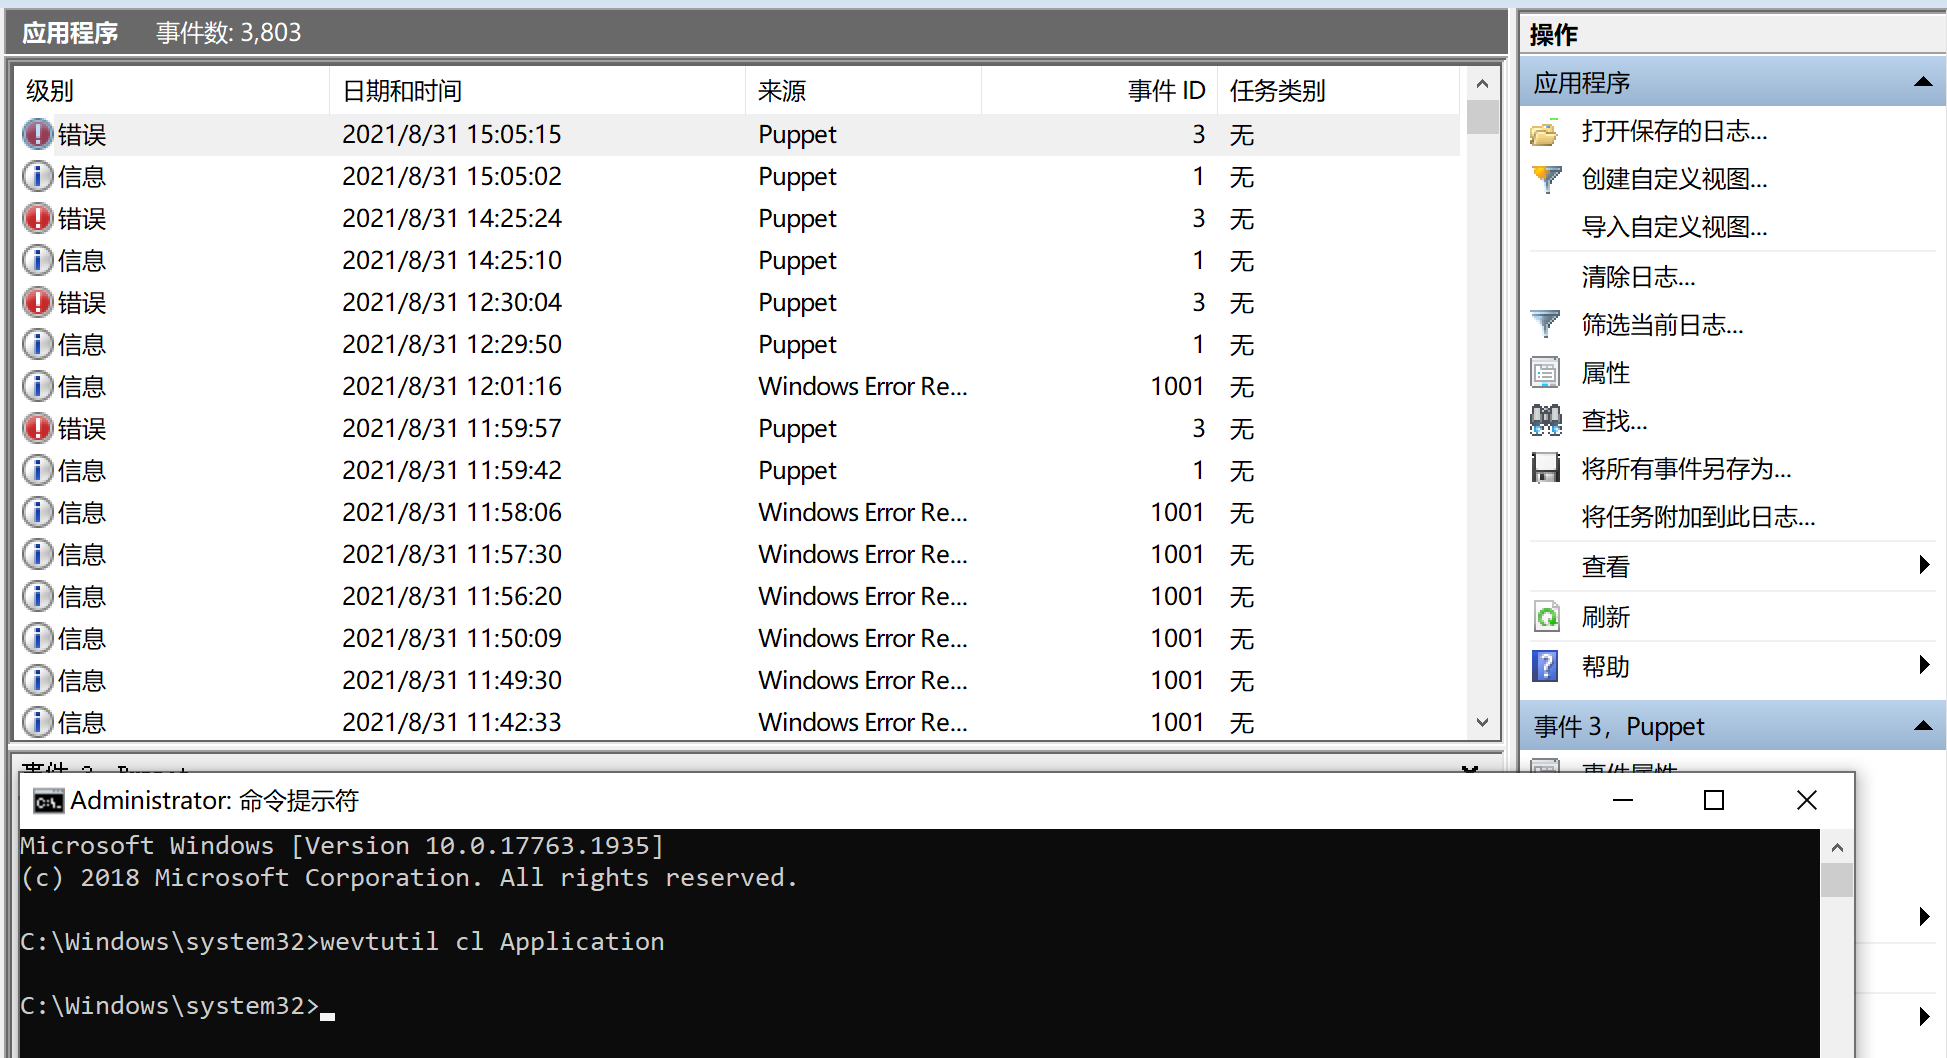 应用程序 事件数: 3,803
级别 日期和时间 来源 事件 ID 任务类别
错误 2021/8/31 15:05:15 Puppet 3 无
信息 2021/8/31 15:05:02 Puppet 1 无
错误 2021/8/31 14:25:24 Puppet 3 无
信息 2021/8/31 14:25:10 Puppet 1 无
错误 2021/8/31 12:30:04 Puppet 3 无
信息 2021/8/31 12:29:50 Puppet 1 无
信息 2021/8/31 12:01:16 Windows Error Re... 1001 无
错误 2021/8/31 11:59:57 Puppet 3 无
信息 2021/8/31 11:59:42 Puppet 1 无
信息 2021/8/31 11:58:06 Windows Error Re... 1001 无
信息 2021/8/31 11:57:30 Windows Error Re... 1001 无
信息 2021/8/31 11:56:20 Windows Error Re... 1001 无
信息 2021/8/31 11:50:09 Windows Error Re... 1001 无
信息 2021/8/31 11:49:30 Windows Error Re... 1001 无
信息 2021/8/31 11:42:33 Windows Error Re... 1001 无
事件 3, Puppet
操作
应用程序
打开保存的日志...
创建自定义视图...
导入自定义视图...
清除日志...
筛选当前日志...
属性
查找...
将所有事件另存为...
将任务附加到此日志...
查看
刷新
帮助
事件 3，Puppet
事件属性
Administrator: 命令提示符
Microsoft Windows [Version 10.0.17763.1935]
(c) 2018 Microsoft Corporation. All rights reserved.
C:\Windows\system32>wevtutil cl Application
C:\Windows\system32>